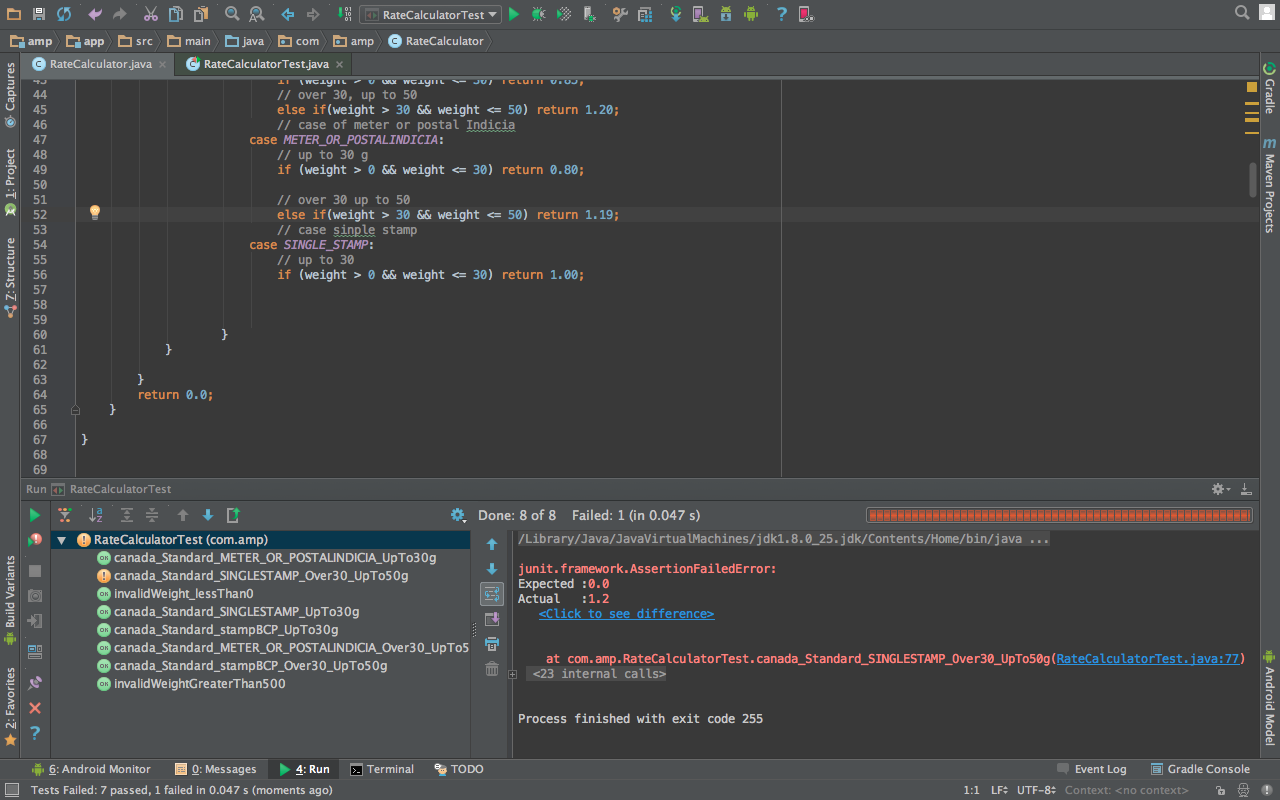 RateCalculatorTest
amp app src main java com amp RateCalculator
RateCalculator.java RateCalculatorTest.java
43 if (weight > 0 && weight <= 30) return 0.85;
44 // over 30, up to 50
45 else if(weight > 30 && weight <= 50) return 1.20;
46 // case of meter or postal Indicia
47 case METER_OR_POSTALINDICIA:
48 // up to 30 g
49 if (weight > 0 && weight <= 30) return 0.80;
50
51 // over 30 up to 50
52 else if(weight > 30 && weight <= 50) return 1.19;
53 // case sinple stamp
54 case SINGLE_STAMP:
55 // up to 30
56 if (weight > 0 && weight <= 30) return 1.00;
57
58
59
60 }
61 }
62
63 }
64 return 0.0;
65 }
66
67 }
68
69
Captures
1: Project
7: Structure
Build Variants
2: Favorites
Gradle
Maven Projects
Android Model
Run RateCalculatorTest
Done: 8 of 8 Failed: 1 (in 0.047 s)
RateCalculatorTest (com.amp)
canada_Standard_METER_OR_POSTALINDICIA_UpTo30g
canada_Standard_SINGLESTAMP_Over30_UpTo50g
invalidWeight_lessThan0
canada_Standard_SINGLESTAMP_UpTo30g
canada_Standard_stampBCP_UpTo30g
canada_Standard_METER_OR_POSTALINDICIA_Over30_UpTo5
canada_Standard_stampBCP_Over30_UpTo50g
invalidWeightGreaterThan500
/Library/Java/JavaVirtualMachines/jdk1.8.0_25.jdk/Contents/Home/bin/java ...
junit.framework.AssertionFailedError:
Expected :0.0
Actual :1.2
<Click to see difference>
at com.amp.RateCalculatorTest.canada_Standard_SINGLESTAMP_Over30_UpTo50g(RateCalculatorTest.java:77)
<23 internal calls>
Process finished with exit code 255
6: Android Monitor 0: Messages 4: Run Terminal TODO Event Log Gradle Console
Tests Failed: 7 passed, 1 failed in 0.047 s (moments ago) 1:1 LF UTF-8 Context: <no context>